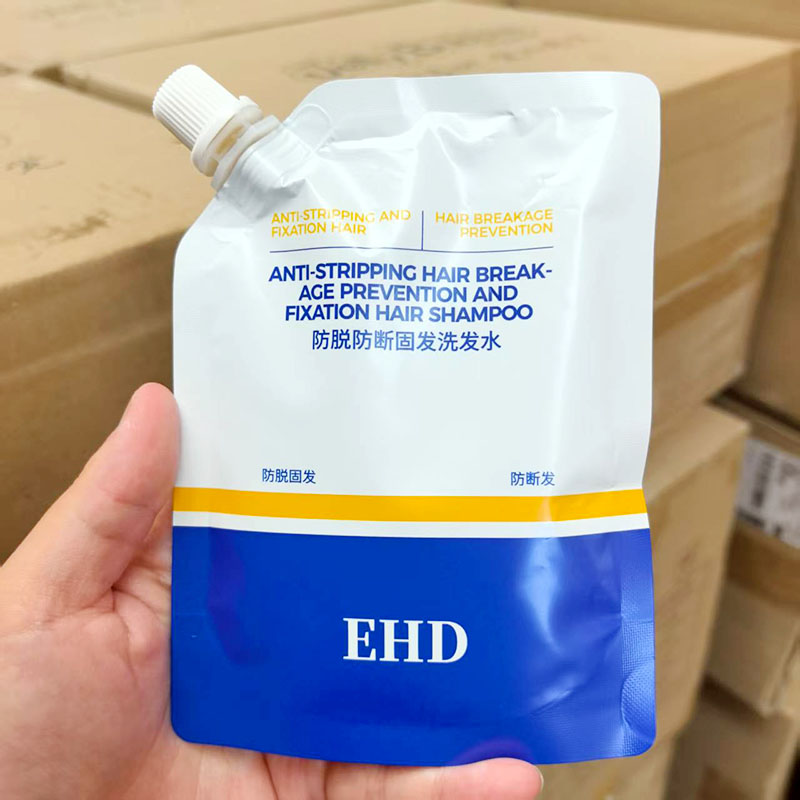 ANTI-STRIPPING AND
FIXATION HAIR
HAIR BREAKAGE
PREVENTION
ANTI-STRIPPING HAIR BREAK-
AGE PREVENTION AND
FIXATION HAIR SHAMPOO
防脱防断固发洗发水
防脱固发
防断发
EHD